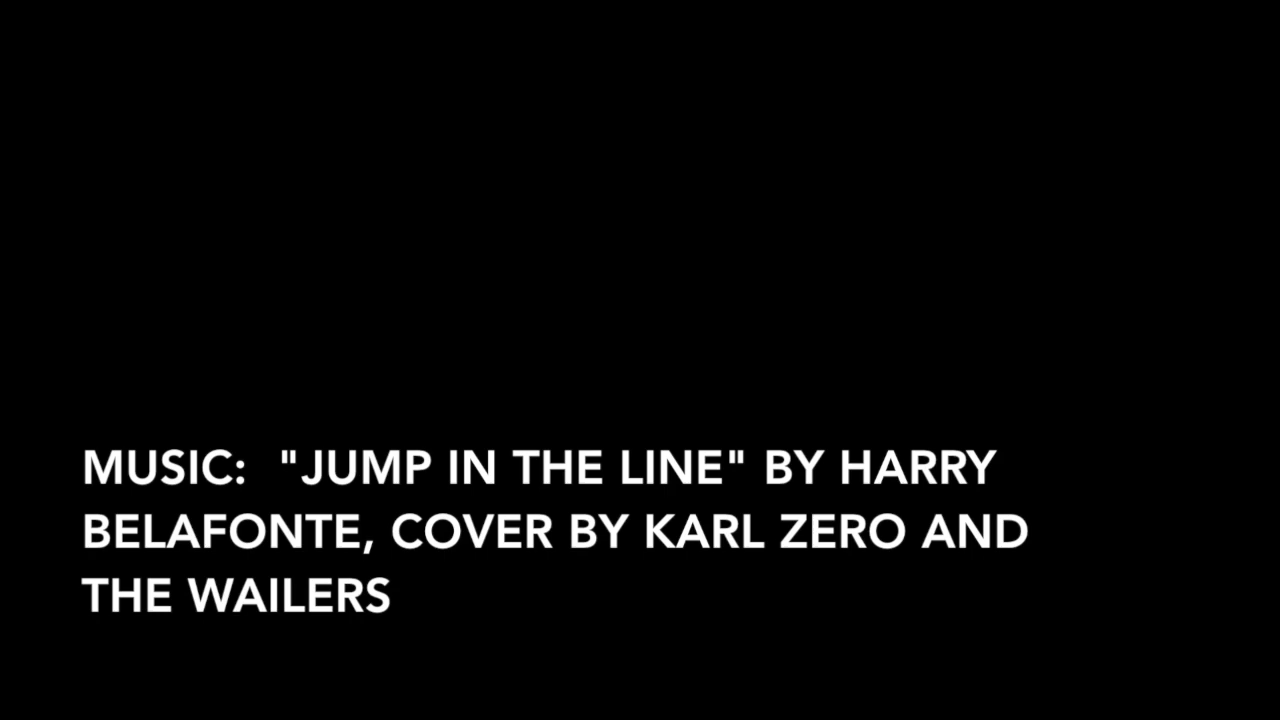 MUSIC:  "JUMP IN THE LINE" BY HARRY
BELAFONTE, COVER BY KARL ZERO AND
THE WAILERS